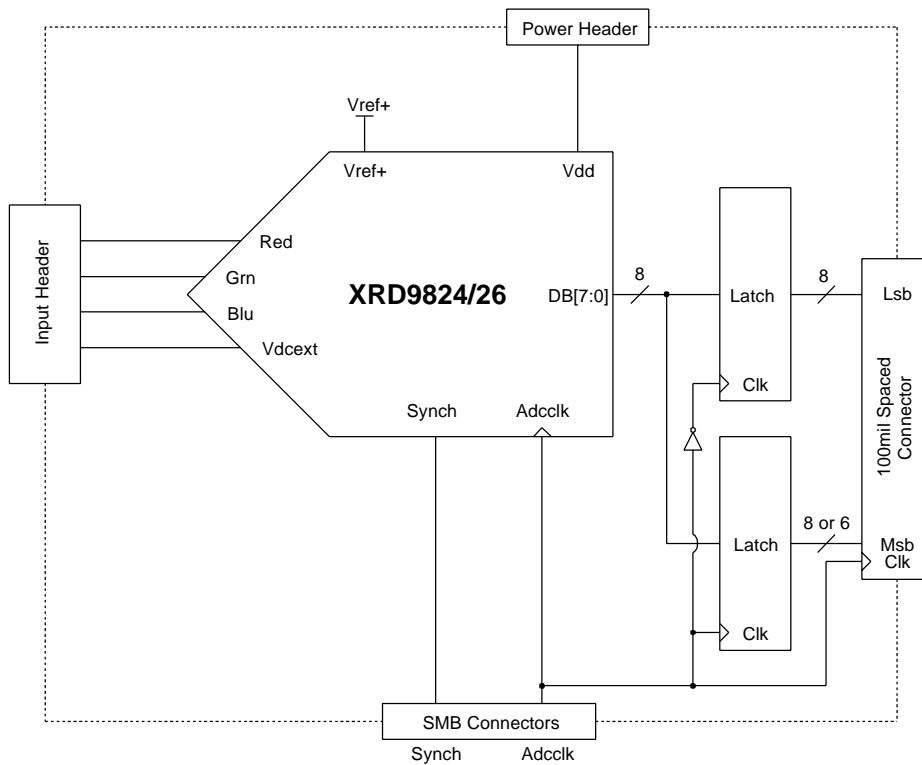 Power Header
Vref+
Vref+
Vdd
Input Header
Red
Grn
Blu
Vdcext
XRD9824/26
DB[7:0]
8
Latch
8
Lsb
Clk
Synch
Adcclk
100mil Spaced
Connector
8 or 6
Latch
Msb
Clk
Clk
SMB Connectors
Synch
Adcclk